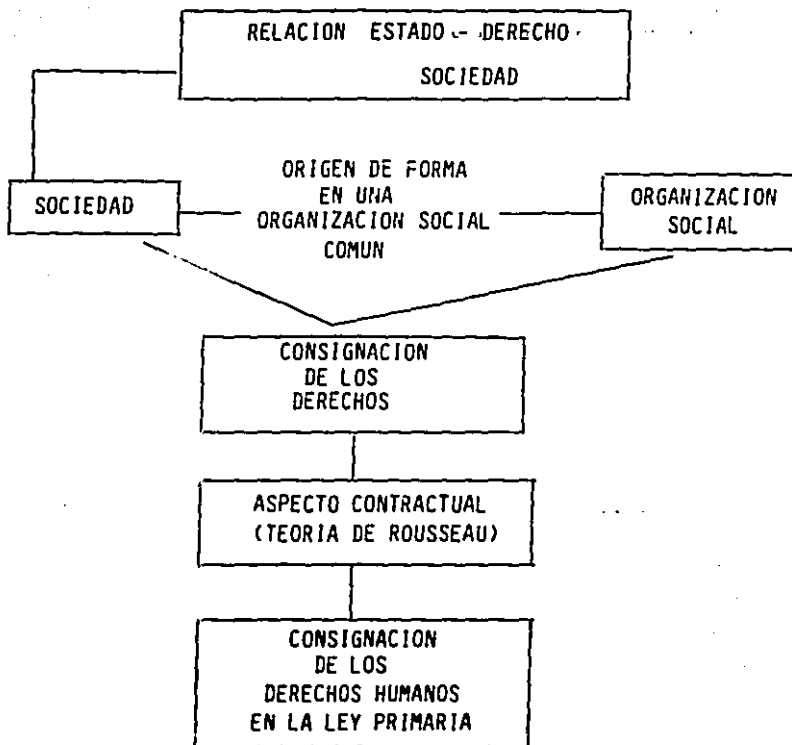 RELACION ESTADO - DERECHO
SOCIEDAD
SOCIEDAD
ORIGEN DE FORMA
EN UNA
ORGANIZACION SOCIAL
COMUN
ORGANIZACION
SOCIAL
CONSIGNACION
DE LOS
DERECHOS
ASPECTO CONTRACTUAL
(TEORIA DE ROUSSEAU)
CONSIGNACION
DE LOS
DERECHOS HUMANOS
EN LA LEY PRIMARIA